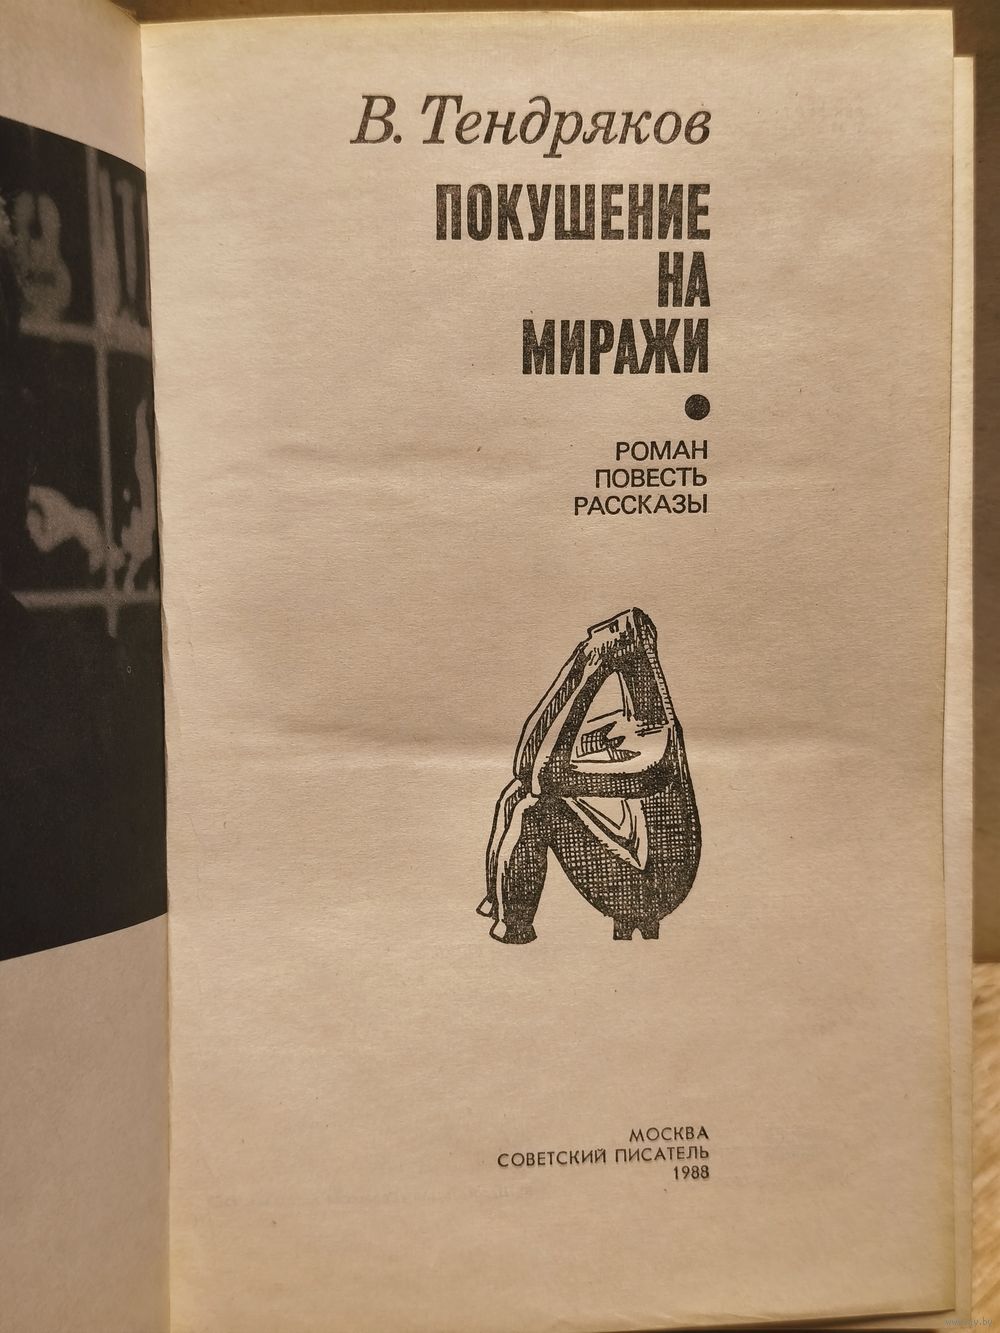 В. Тендряков
ПОКУШЕНИЕ
НА
МИРАЖИ
РОМАН
ПОВЕСТЬ
РАССКАЗЫ
МОСКВА
СОВЕТСКИЙ ПИСАТЕЛЬ
1988